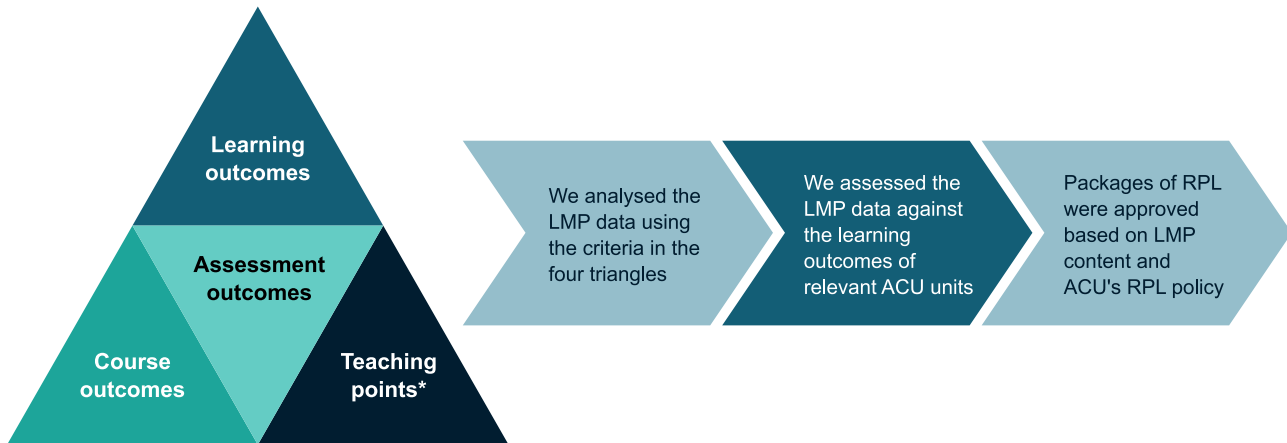 Learning
outcomes
Assessment
outcomes
Course
outcomes
Teaching
points*
We analysed the
LMP data using
the criteria in the
four triangles
We assessed the
LMP data against
the learning
outcomes of
relevant ACU units
Packages of RPL
were approved
based on LMP
content and
ACU's RPL policy